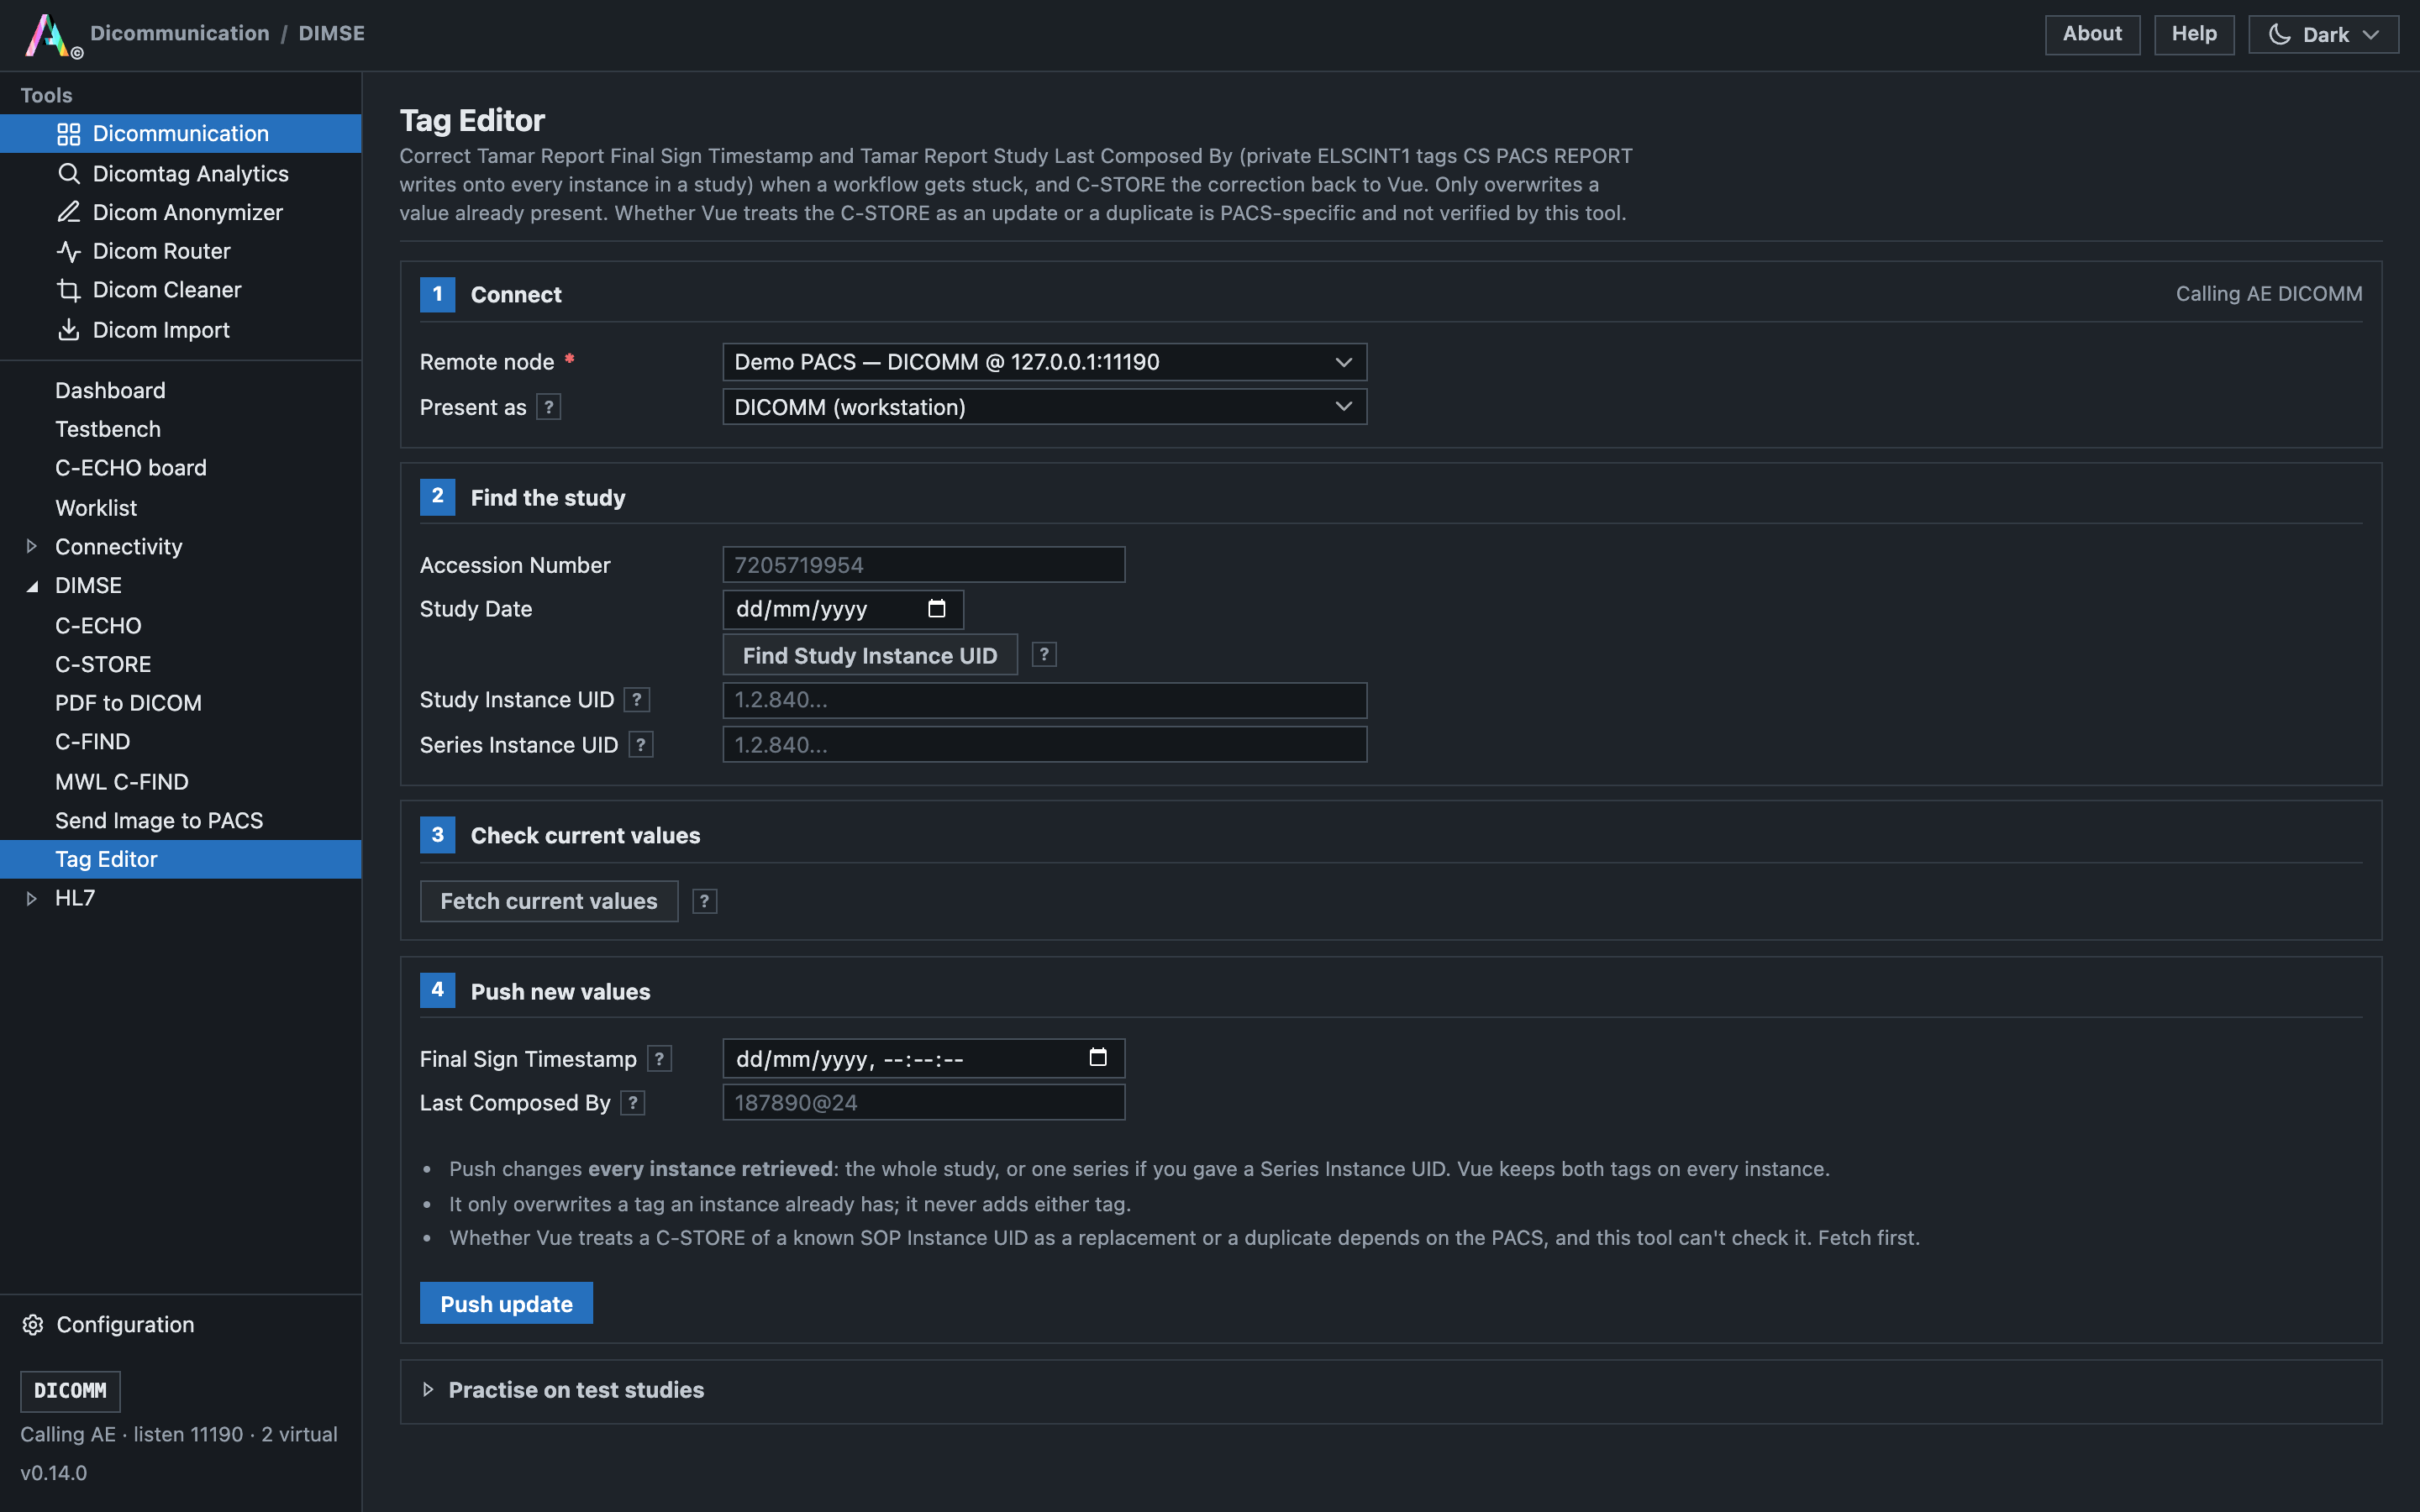 Dicommunication / DIMSE
About
Help
Dark
Tools
Dicommunication
Dicomtag Analytics
Dicom Anonymizer
Dicom Router
Dicom Cleaner
Dicom Import
Dashboard
Testbench
C-ECHO board
Worklist
Connectivity
DIMSE
C-ECHO
C-STORE
PDF to DICOM
C-FIND
MWL C-FIND
Send Image to PACS
Tag Editor
HL7
Configuration
DICOMM
Calling AE · listen 11190 · 2 virtual
v0.14.0
Tag Editor
Correct Tamar Report Final Sign Timestamp and Tamar Report Study Last Composed By (private ELSCINT1 tags CS PACS REPORT
writes onto every instance in a study) when a workflow gets stuck, and C-STORE the correction back to Vue. Only overwrites a
value already present. Whether Vue treats the C-STORE as an update or a duplicate is PACS-specific and not verified by this tool.
1 Connect
Calling AE DICOMM
Remote node *
Demo PACS — DICOMM @ 127.0.0.1:11190
Present as ?
DICOMM (workstation)
2 Find the study
Accession Number
7205719954
Study Date
dd/mm/yyyy
Find Study Instance UID ?
Study Instance UID ?
1.2.840...
Series Instance UID ?
1.2.840...
3 Check current values
Fetch current values ?
4 Push new values
Final Sign Timestamp ?
dd/mm/yyyy, --:--:--
Last Composed By ?
187890@24
• Push changes every instance retrieved: the whole study, or one series if you gave a Series Instance UID. Vue keeps both tags on every instance.
• It only overwrites a tag an instance already has; it never adds either tag.
• Whether Vue treats a C-STORE of a known SOP Instance UID as a replacement or a duplicate depends on the PACS, and this tool can't check it. Fetch first.
Push update
Practise on test studies